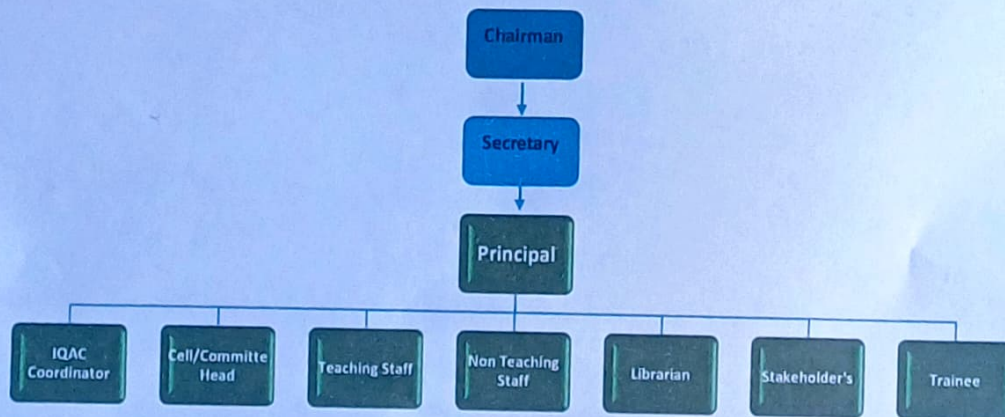 Chairman
Secretary
Principal
IQAC
Coordinator
Cell/Committe
Head
Teaching Staff
Non Teaching
Staff
Librarian
Stakeholder's
Trainee